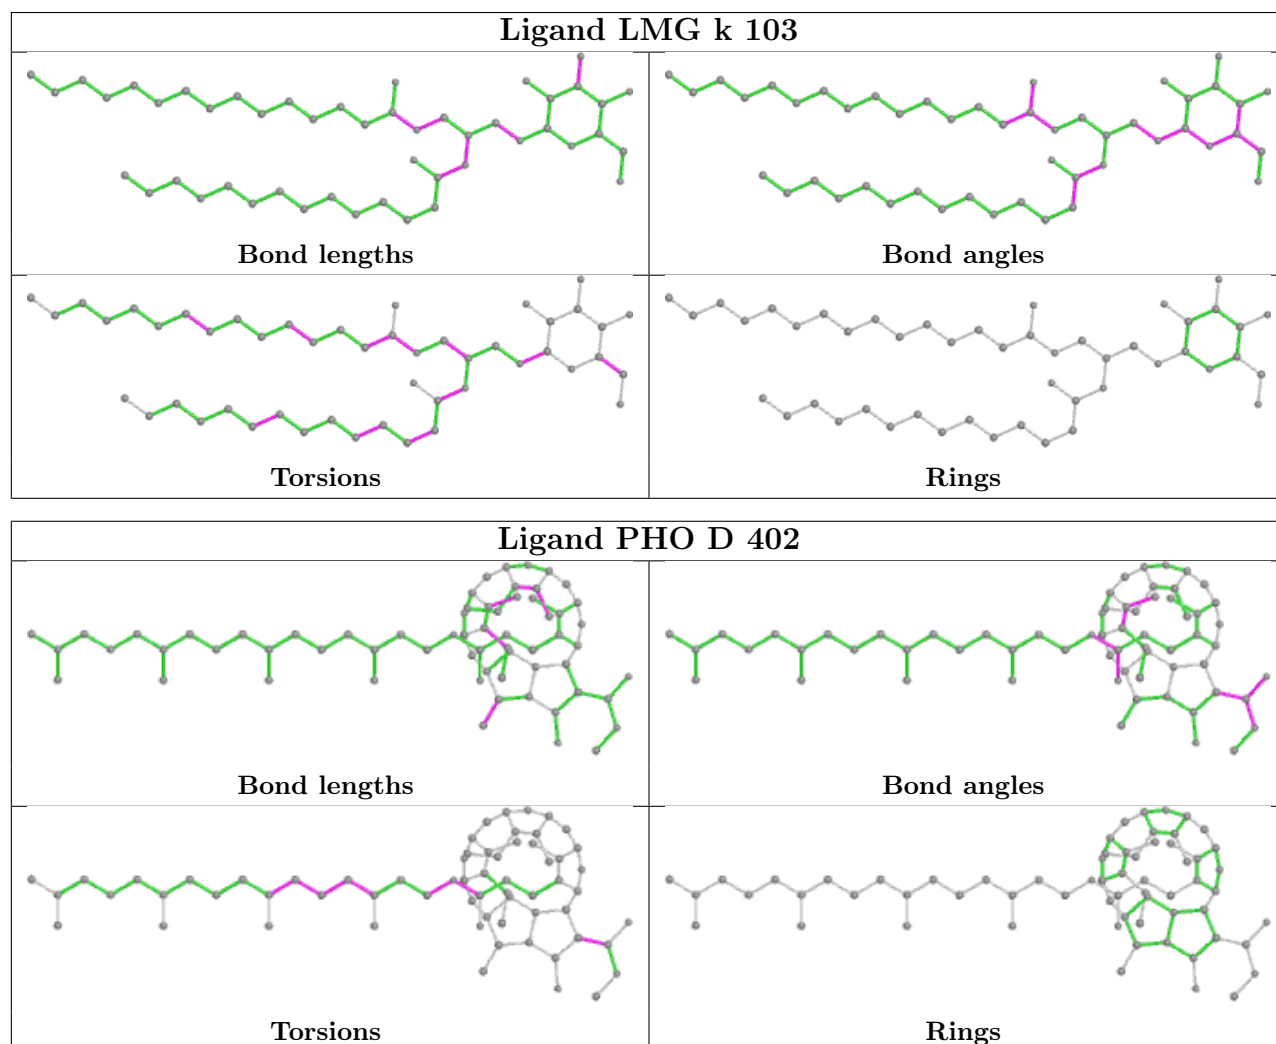 Ligand LMG k 103
Bond lengths
Bond angles
Torsions
Rings
Ligand PHO D 402
Bond lengths
Bond angles
Torsions
Rings